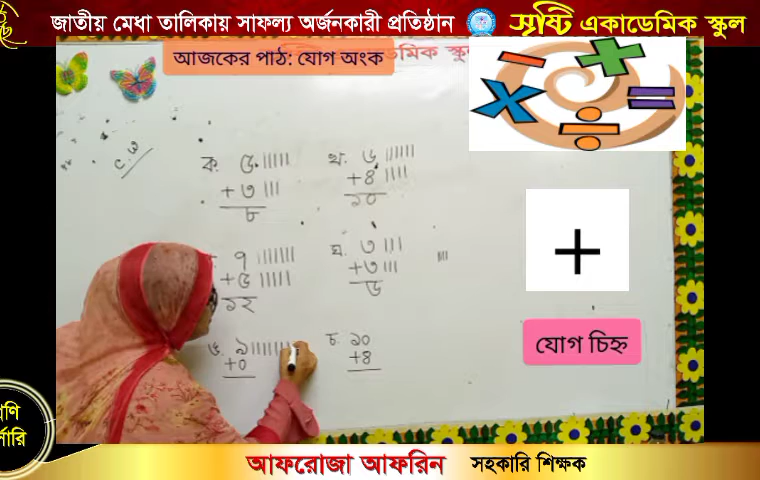 জাতীয় মেধা তালিকায় সাফল্য অর্জনকারী প্রতিষ্ঠান সৃষ্টি একাডেমিক স্কুল
আজকের পাঠ: যোগ অংক
C.W
ক. ৫ ||||| খ. ৬ ||||||
+ ৩ ||| + ৪ ||||
৮ ১০
৭ ||||||| ঘ. ৩ |||
+ ৫ ||||| + ৩ |||
১২ ৬
ঙ. ৯ চ. ১০
+ ০ + ৪
+
যোগ চিহ্ন
আফরোজা আফরিন সহকারি শিক্ষক